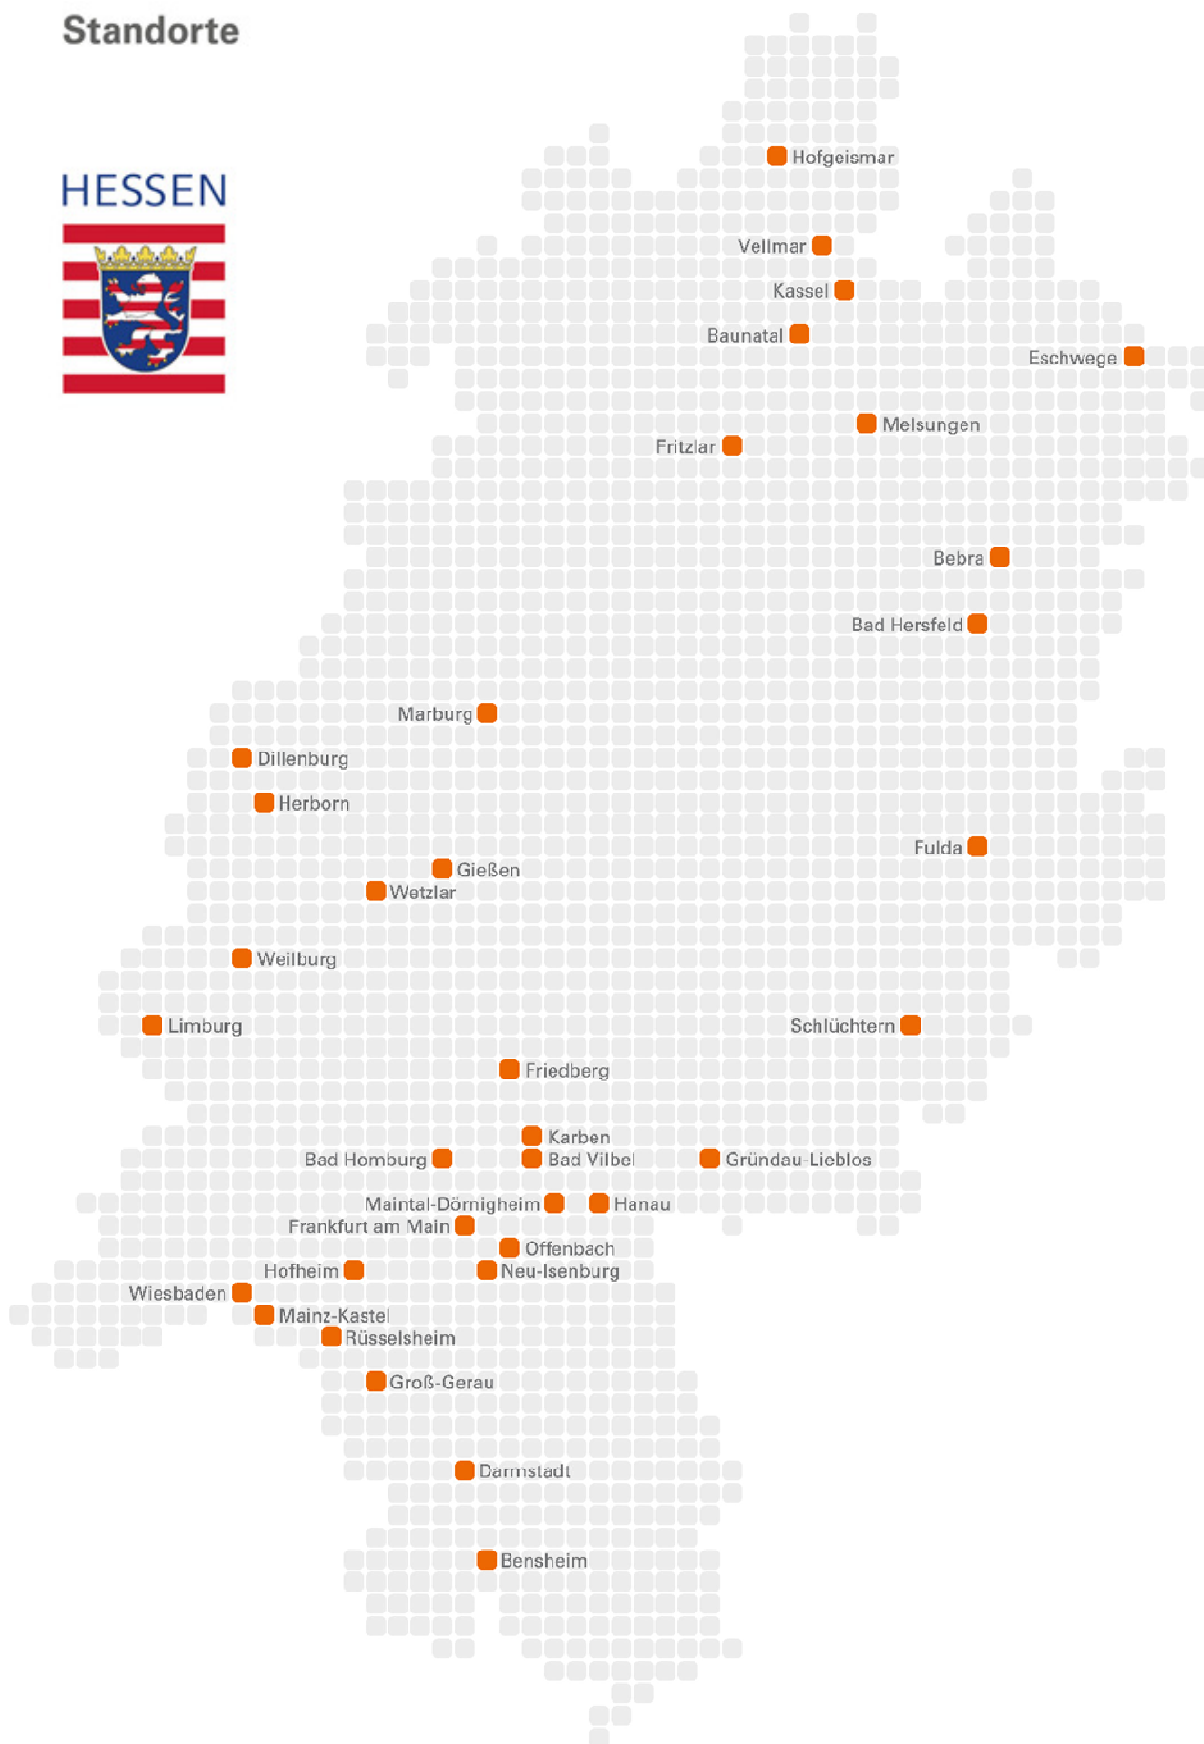 Standorte
HESSEN
Hofgeismar
Vellmar
Kassel
Baunatal
Eschwege
Melsungen
Fritzlar
Bebra
Bad Hersfeld
Marburg
Dillenburg
Herborn
Fulda
Gießen
Wetzlar
Weilburg
Limburg
Schlüchtern
Friedberg
Karben
Bad Homburg
Bad Vilbel
Gründau-Lieblos
Maintal-Dörnigheim
Hanau
Frankfurt am Main
Offenbach
Hofheim
Neu-Isenburg
Wiesbaden
Mainz-Kastel
Rüsselsheim
Groß-Gerau
Darmstadt
Bensheim